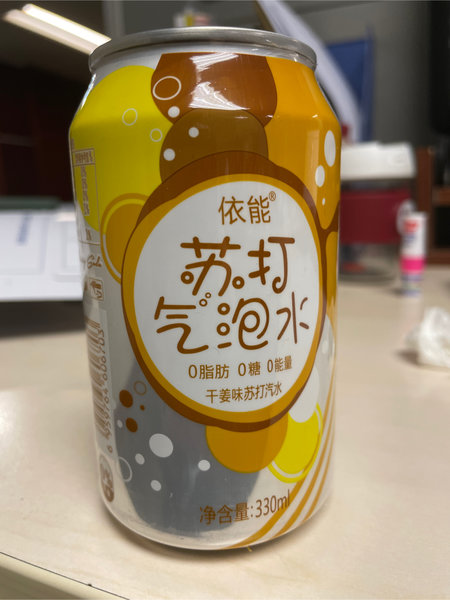 依能®
苏打
气泡水
0脂肪 0糖 0能量
干姜味苏打汽水
净含量:330ml